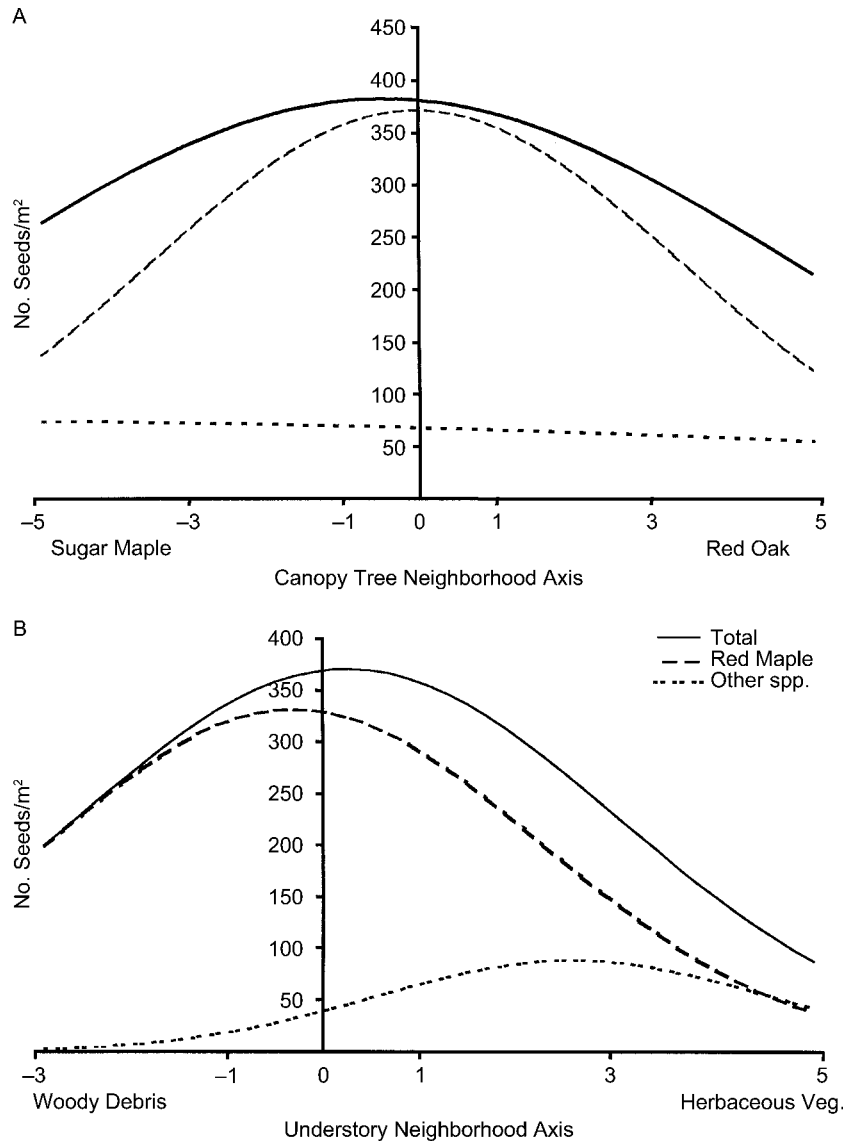 A
450
400
350
300
250
200
150
100
50
No. Seeds/m²
–5 –3 –1 0 1 3 5
Sugar Maple Red Oak
Canopy Tree Neighborhood Axis
B
Total
Red Maple
Other spp.
400
350
300
250
200
150
100
50
No. Seeds/m²
–3 –1 0 1 3 5
Woody Debris Herbaceous Veg.
Understory Neighborhood Axis